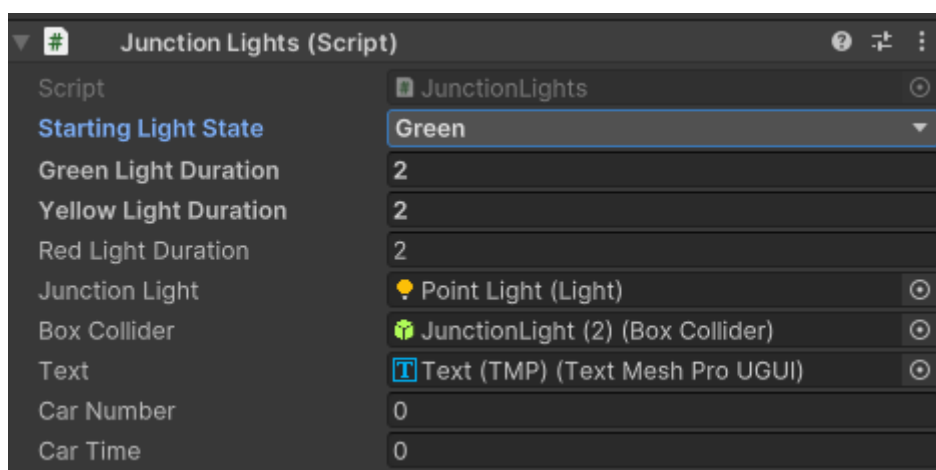 # Junction Lights (Script)
Script # JunctionLights
Starting Light State Green
Green Light Duration 2
Yellow Light Duration 2
Red Light Duration 2
Junction Light Point Light (Light)
Box Collider JunctionLight (2) (Box Collider)
Text T Text (TMP) (Text Mesh Pro UGUI)
Car Number 0
Car Time 0